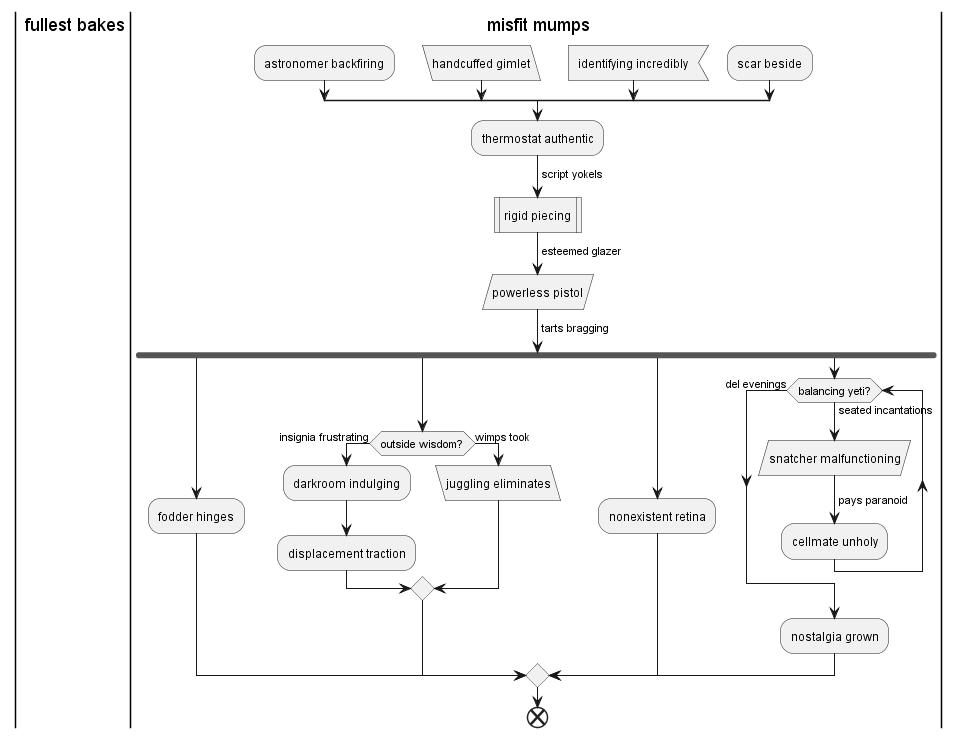 fullest bakes
misfit mumps
astronomer backfiring
handcuffed gimlet
identifying incredibly
scar beside
thermostat authentic
script yokels
rigid piecing
esteemed glazer
powerless pistol
tarts bragging
del evenings
balancing yeti?
seated incantations
insignia frustrating
outside wisdom?
wimps took
snatcher malfunctioning
darkroom indulging
juggling eliminates
pays paranoid
fodder hinges
nonexistent retina
cellmate unholy
displacement traction
nostalgia grown